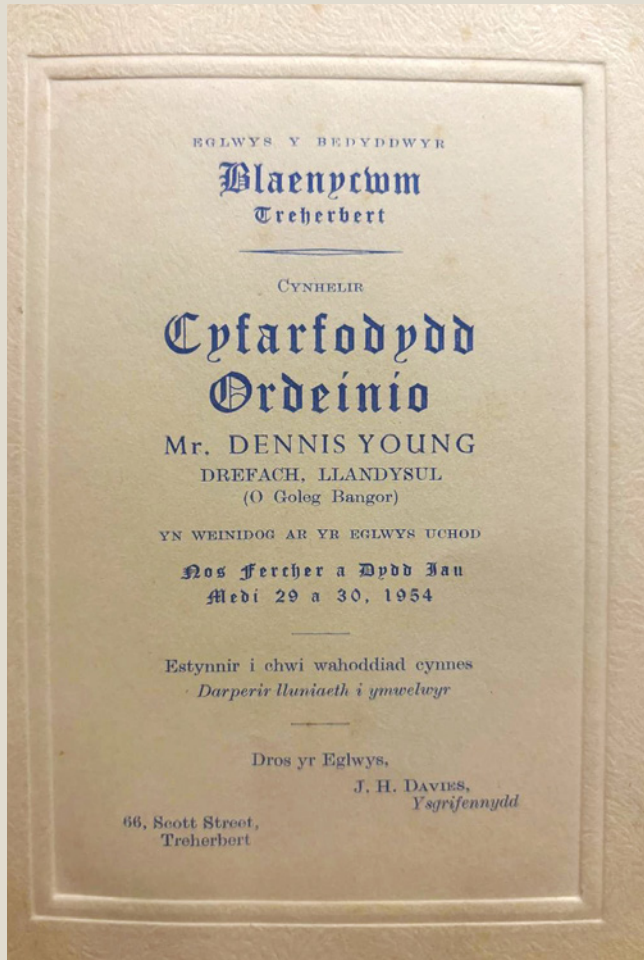 EGLWYS Y BEDYDDWYR
Blaenycwm
Treherbert
CYNHELIR
Cyfarfodydd
Ordeinio
Mr. DENNIS YOUNG
DREFACH, LLANDYSUL
(O Goleg Bangor)
YN WEINIDOG AR YR EGLWYS UCHOD
Nos Fercher a Dydd Iau
Medi 29 a 30, 1954
Estynnir i chwi wahoddiad cynnes
Darperir lluniaeth i ymwelwyr
Dros yr Eglwys,
J. H. DAVIES,
Ysgrifennydd
66, Scott Street,
Treherbert